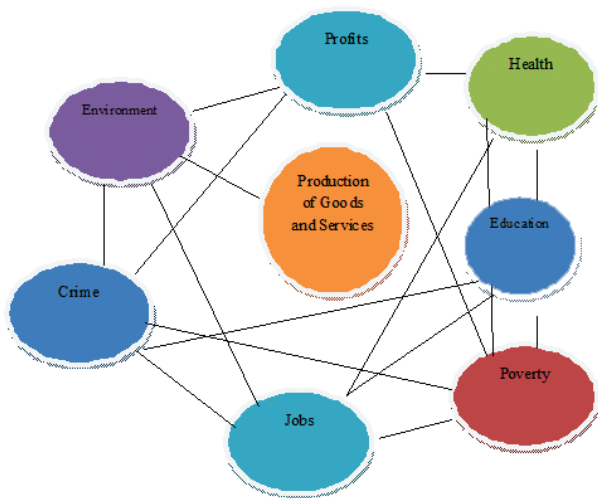 Profits
Health
Environment
Production
of Goods
and Services
Education
Crime
Poverty
Jobs